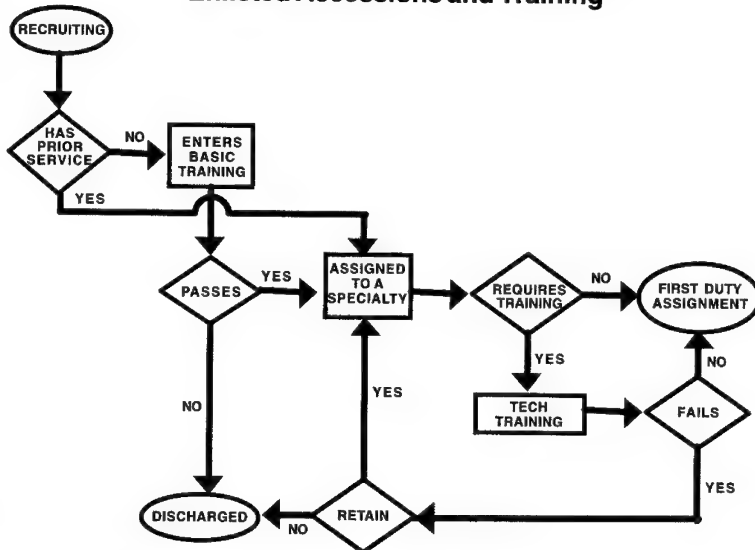 RECRUITING
HAS
PRIOR
SERVICE
NO
ENTERS
BASIC
TRAINING
YES
PASSES
YES
ASSIGNED
TO A
SPECIALTY
REQUIRES
TRAINING
NO
FIRST DUTY
ASSIGNMENT
YES
NO
TECH
TRAINING
FAILS
NO
YES
YES
DISCHARGED
NO
RETAIN